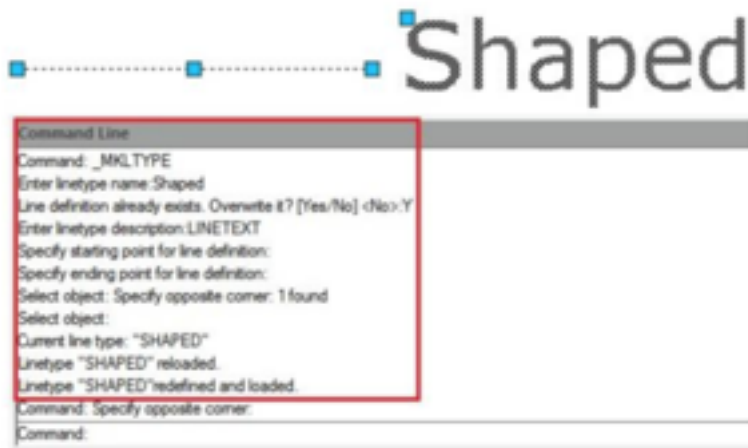 Shaped
Command Line
Command: _MKLTYPE
Enter linetype name:Shaped
Line definition already exists. Overwrite it? [Yes/No] <No>:Y
Enter linetype description:LINETEXT
Specify starting point for line definition:
Specify ending point for line definition:
Select object: Specify opposite corner: 1 found
Select object:
Current line type: "SHAPED"
Linetype "SHAPED" reloaded.
Linetype "SHAPED"redefined and loaded.
Command: Specify opposite corner:
Command: